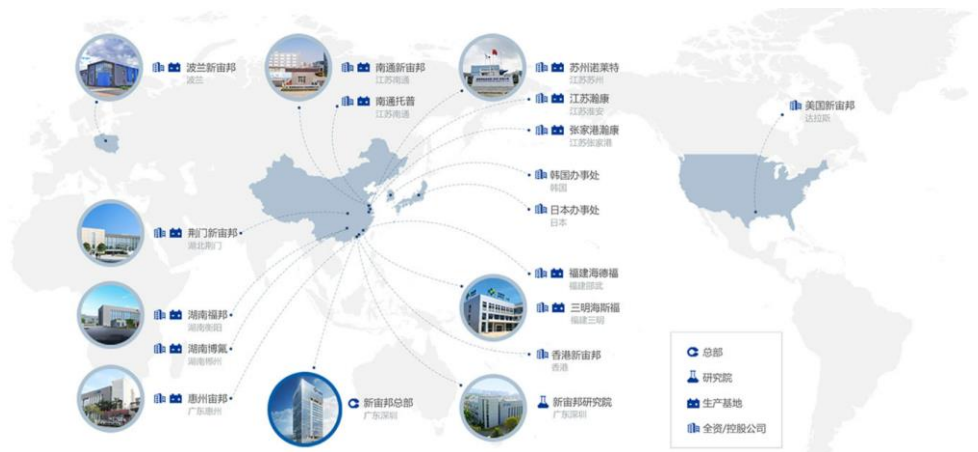 波兰新宙邦
波兰
南通新宙邦
江苏南通
南通托普
江苏南通
苏州诺莱特
江苏苏州
江苏瀚康
江苏淮安
张家港瀚康
江苏张家港
美国新宙邦
达拉斯
韩国办事处
韩国
日本办事处
日本
荆门新宙邦
湖北荆门
福建海德福
福建邵武
湖南福邦
湖南衡阳
三明海斯福
福建三明
湖南博氟
湖南郴州
香港新宙邦
香港
惠州宙邦
广东惠州
新宙邦总部
广东深圳
新宙邦研究院
广东深圳
总部
研究院
生产基地
全资/控股公司